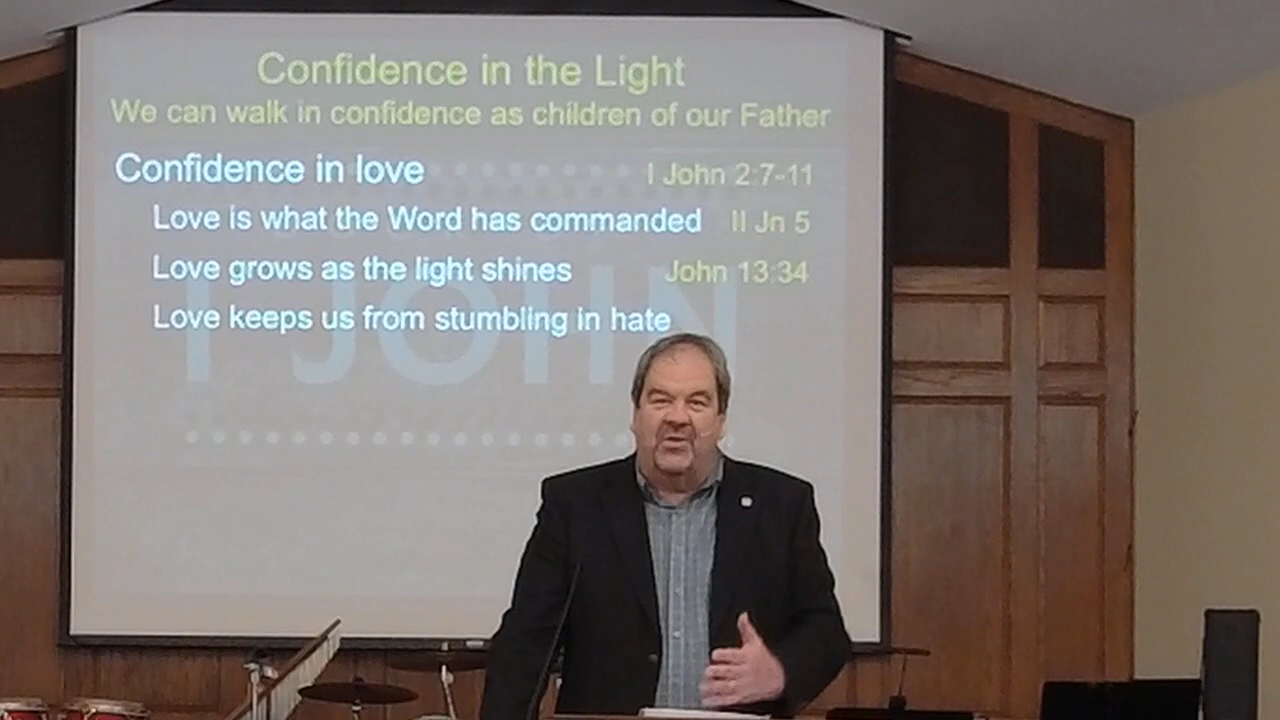 Confidence in the Light
We can walk in confidence as children of our Father
Confidence in love I John 2:7-11
Love is what the Word has commanded II Jn 5
Love grows as the light shines John 13:34
Love keeps us from stumbling in hate
I JOHN